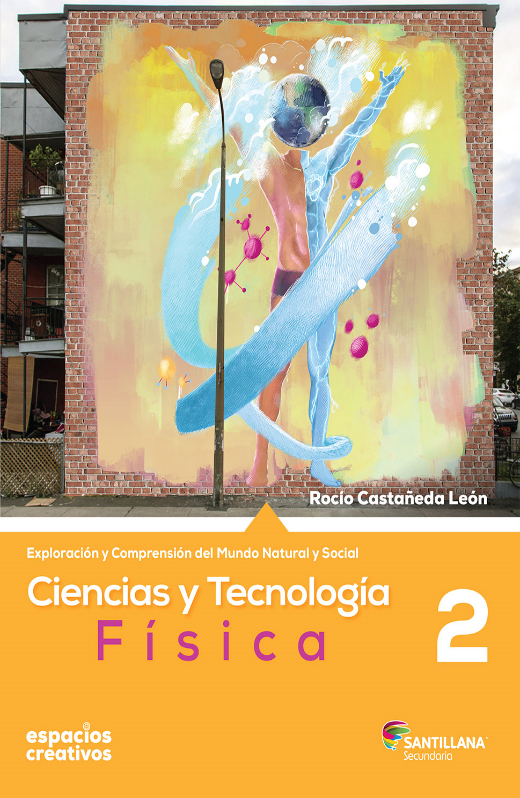 Rocío Castañeda León
Exploración y Comprensión del Mundo Natural y Social
Ciencias y Tecnología
Física
2
espacios
creativos
SANTILLANA
Secundaria